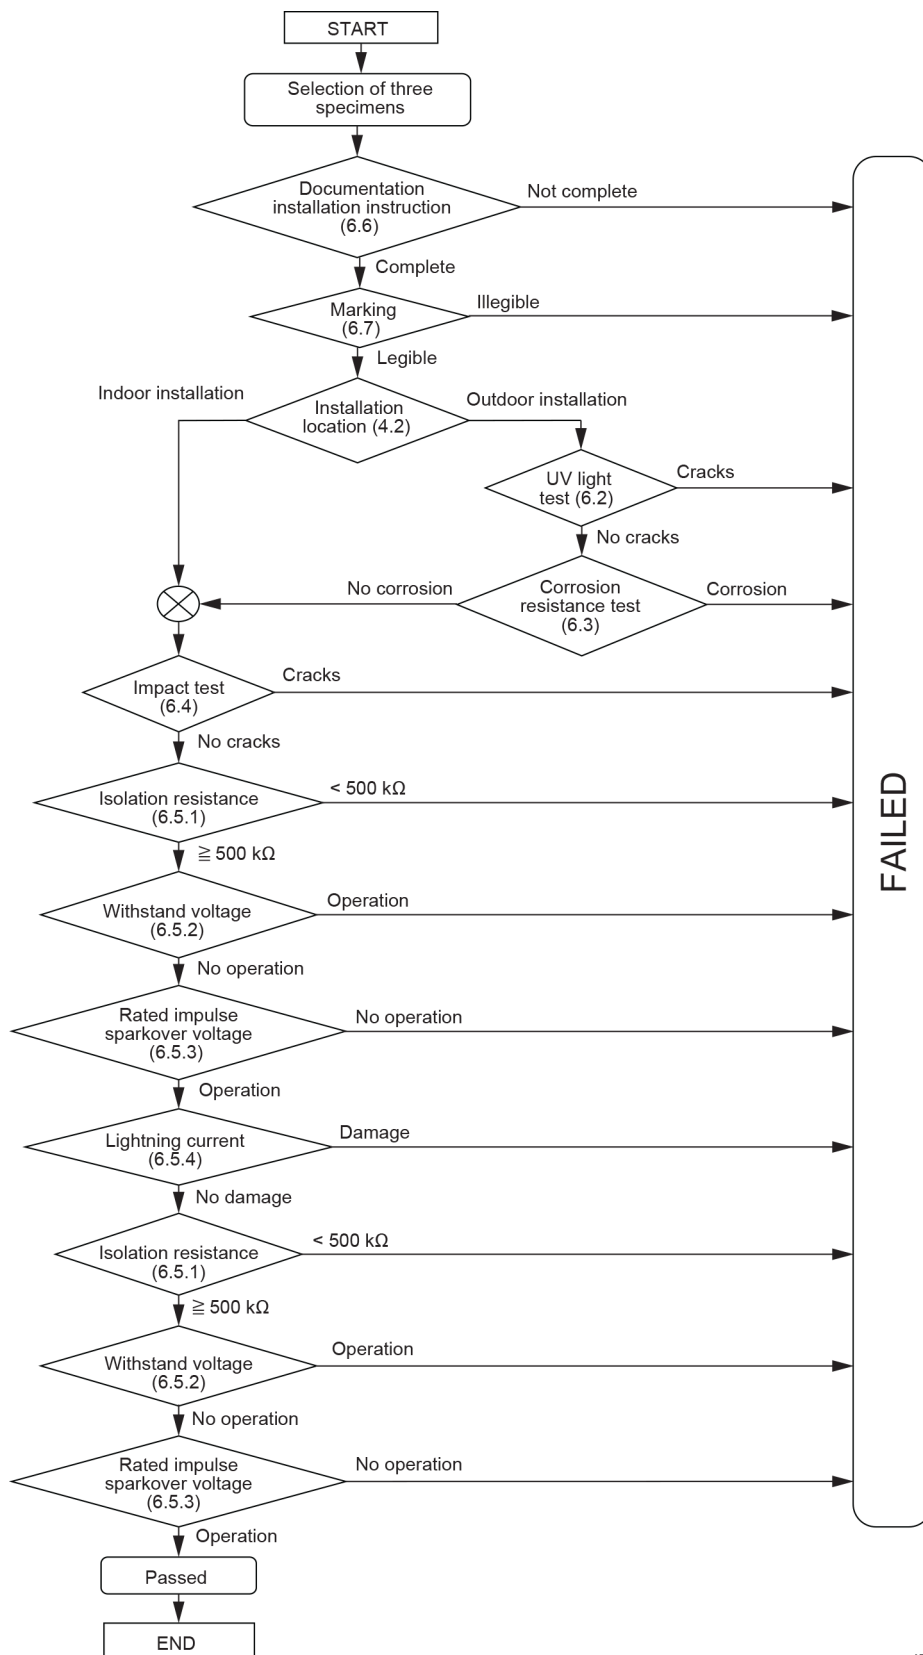 START
Selection of three
specimens
Documentation
installation instruction
(6.6)
Not complete
Complete
Marking
(6.7)
Illegible
Legible
Indoor installation
Installation
location (4.2)
Outdoor installation
UV light
test (6.2)
Cracks
No cracks
No corrosion
Corrosion
resistance test
(6.3)
Corrosion
Impact test
(6.4)
Cracks
No cracks
Isolation resistance
(6.5.1)
< 500 kΩ
≧ 500 kΩ
Withstand voltage
(6.5.2)
Operation
No operation
Rated impulse
sparkover voltage
(6.5.3)
No operation
Operation
Lightning current
(6.5.4)
Damage
No damage
Isolation resistance
(6.5.1)
< 500 kΩ
≧ 500 kΩ
Withstand voltage
(6.5.2)
Operation
No operation
Rated impulse
sparkover voltage
(6.5.3)
No operation
Operation
Passed
END
FAILED